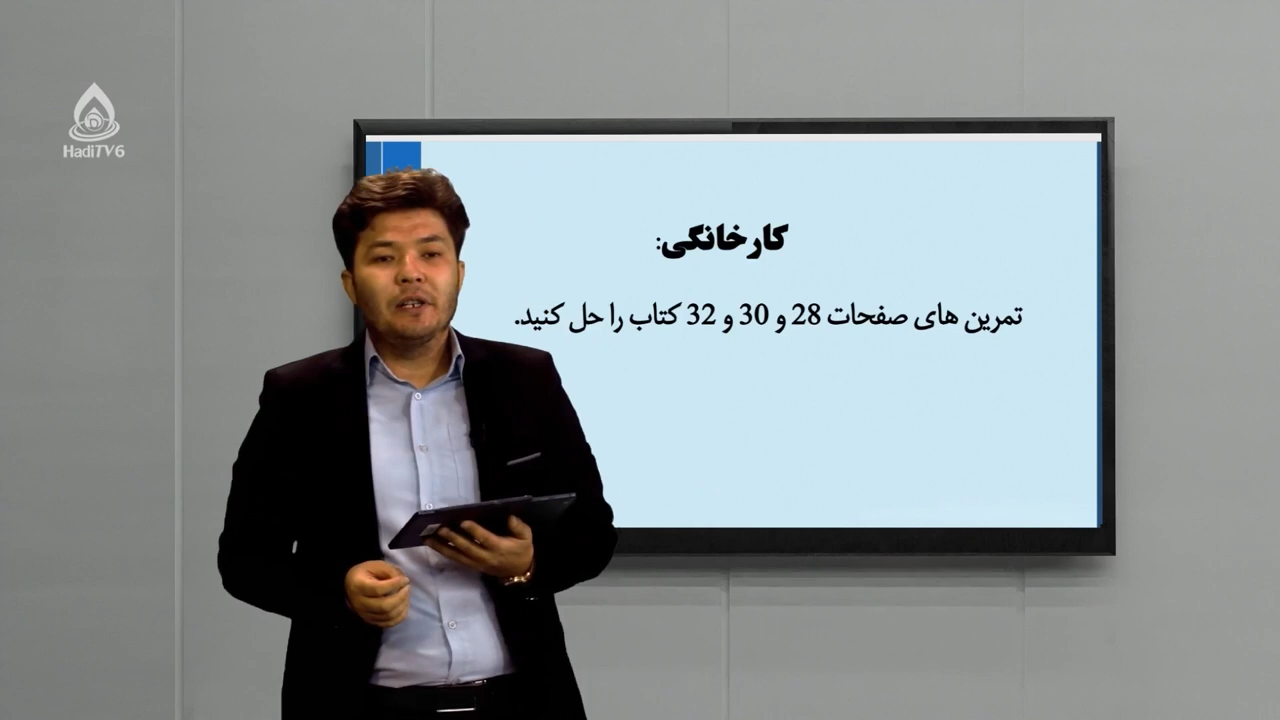 HadiTV6
کارخانگی:
تمرین های صفحات 28 و 30 و 32 کتاب را حل کنید.